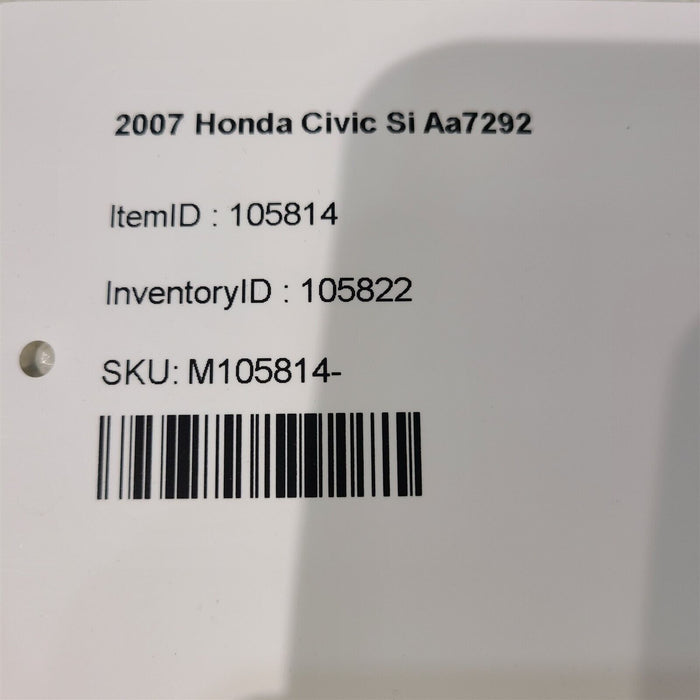 2007 Honda Civic Si Aa7292
ItemID : 105814
InventoryID : 105822
SKU: M105814-